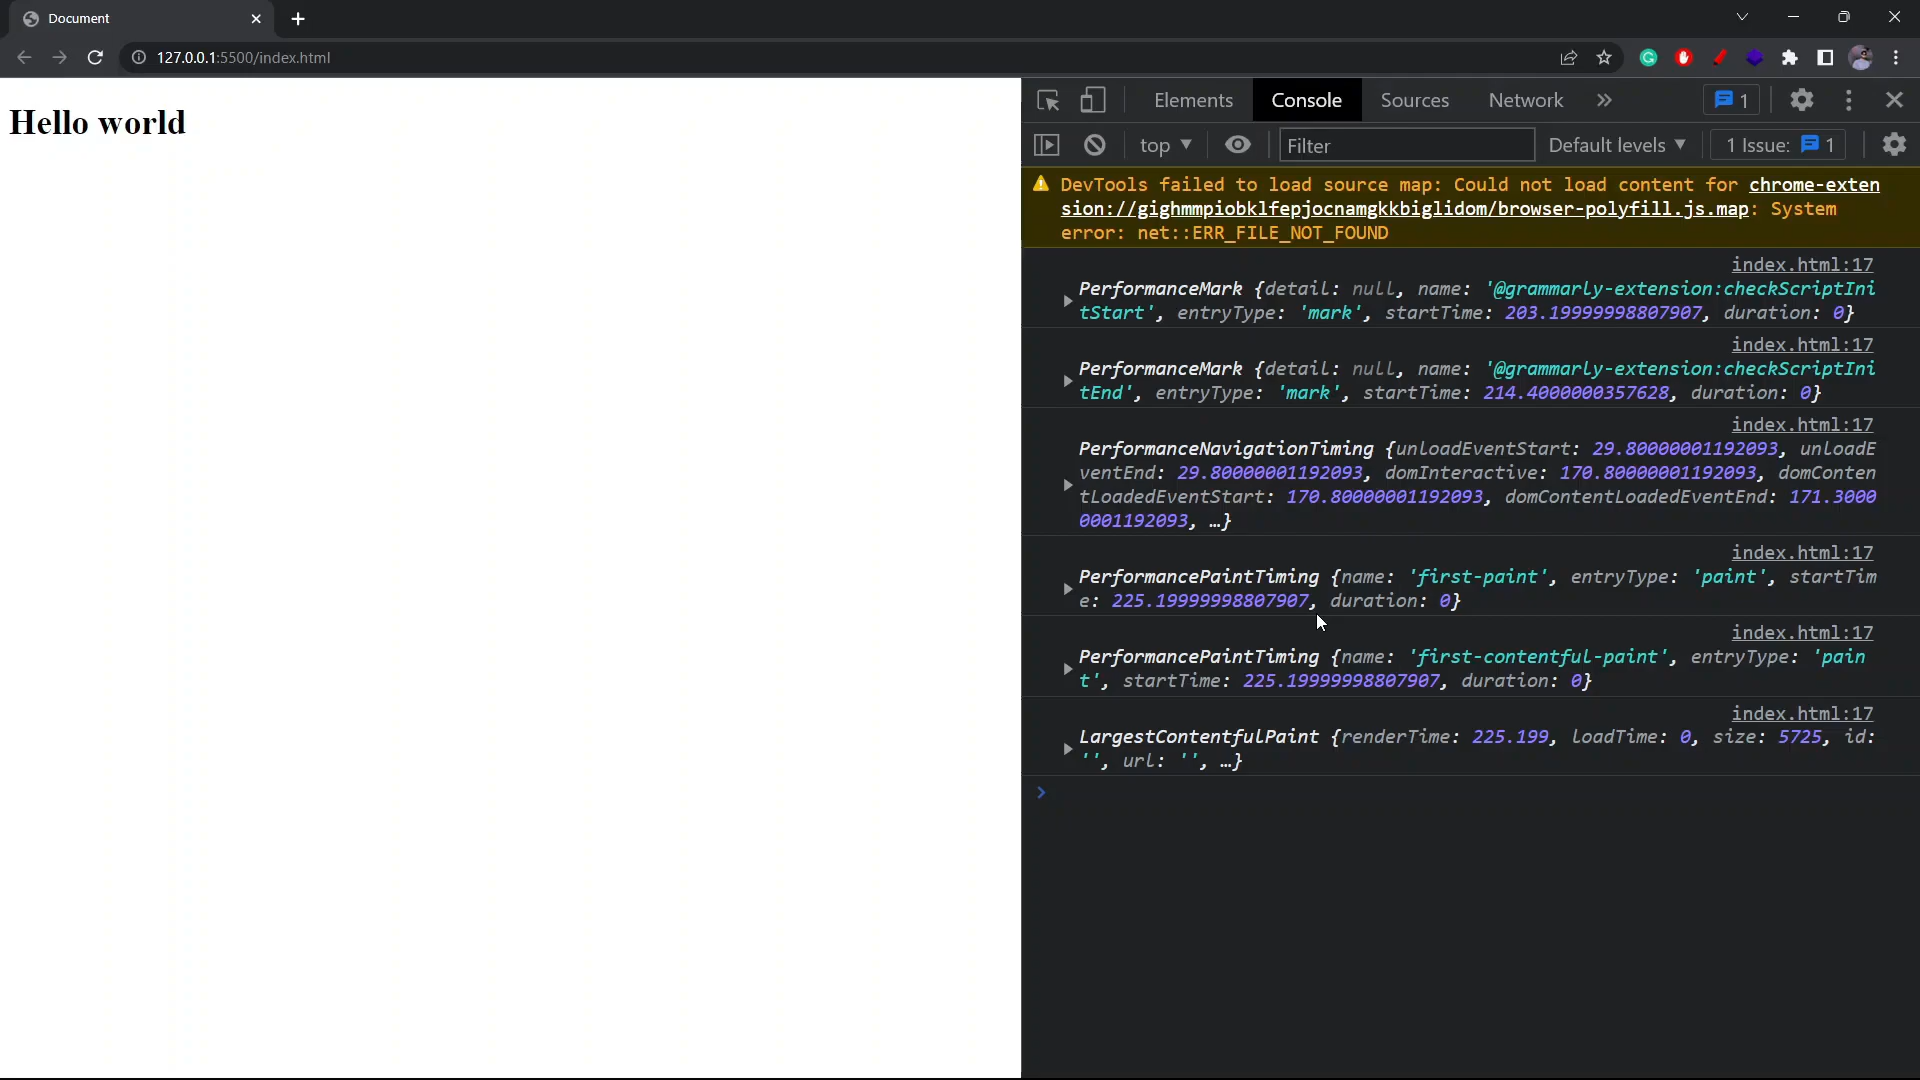 Document
127.0.0.1:5500/index.html
Hello world
Elements Console Sources Network 1
top Filter Default levels 1 Issue: 1
DevTools failed to load source map: Could not load content for chrome-exten
sion://gighmmpiobklfepjocnamgkkbiglidom/browser-polyfill.js.map: System
error: net::ERR_FILE_NOT_FOUND
index.html:17
PerformanceMark {detail: null, name: '@grammarly-extension:checkScriptIni
tStart', entryType: 'mark', startTime: 203.19999998807907, duration: 0}
index.html:17
PerformanceMark {detail: null, name: '@grammarly-extension:checkScriptIni
tEnd', entryType: 'mark', startTime: 214.4000000357628, duration: 0}
index.html:17
PerformanceNavigationTiming {unloadEventStart: 29.80000001192093, unloadE
ventEnd: 29.80000001192093, domInteractive: 170.80000001192093, domConten
tLoadedEventStart: 170.80000001192093, domContentLoadedEventEnd: 171.3000
0001192093, …}
index.html:17
PerformancePaintTiming {name: 'first-paint', entryType: 'paint', startTim
e: 225.19999998807907, duration: 0}
index.html:17
PerformancePaintTiming {name: 'first-contentful-paint', entryType: 'pain
t', startTime: 225.19999998807907, duration: 0}
index.html:17
LargestContentfulPaint {renderTime: 225.199, loadTime: 0, size: 5725, id:
'', url: '', …}